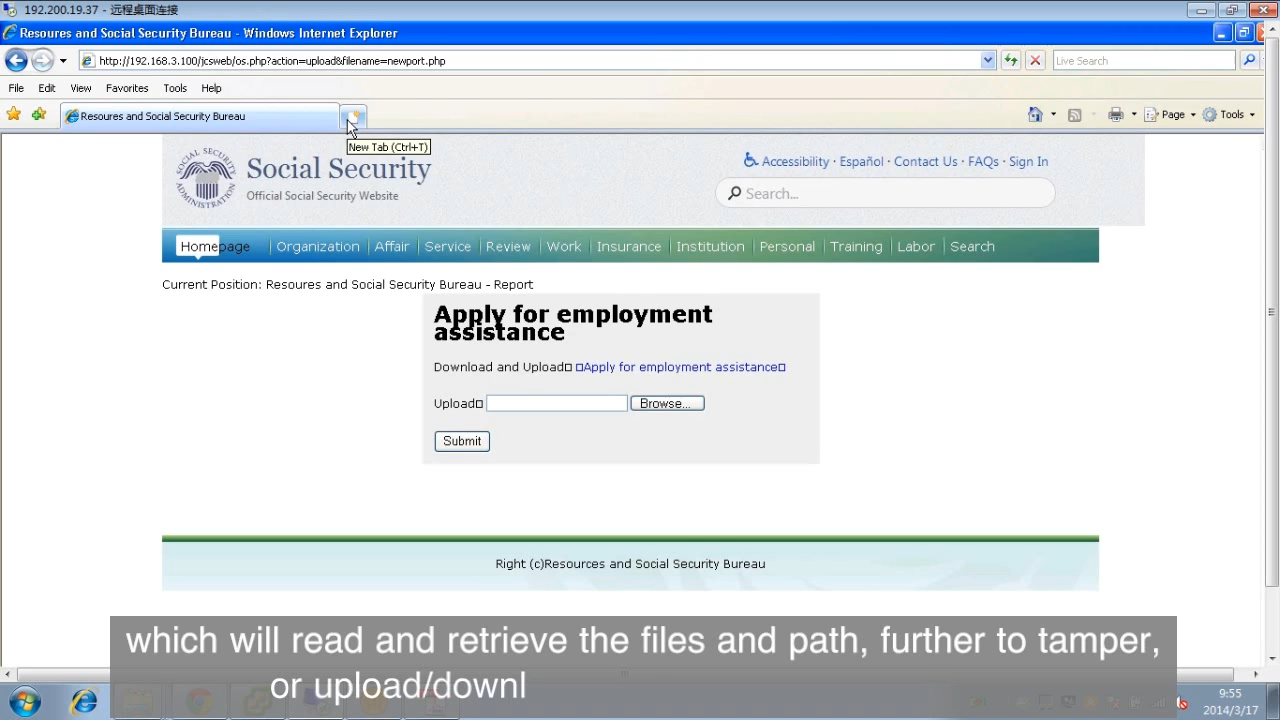 192.200.19.37 - 远程桌面连接
Resoures and Social Security Bureau - Windows Internet Explorer
http://192.168.3.100/jcsweb/os.php?action=upload&filename=newport.php
Live Search
File Edit View Favorites Tools Help
Resoures and Social Security Bureau
Page Tools
New Tab (Ctrl+T)
SOCIAL SECURITY ADMINISTRATION
Social Security
Official Social Security Website
Accessibility · Español · Contact Us · FAQs · Sign In
Search...
Homepage Organization Affair Service Review Work Insurance Institution Personal Training Labor Search
Current Position: Resoures and Social Security Bureau - Report
Apply for employment
assistance
Download and Upload□ □Apply for employment assistance□
Upload□ Browse...
Submit
Right (c)Resources and Social Security Bureau
which will read and retrieve the files and path, further to tamper,
or upload/downl
9:55
2014/3/17